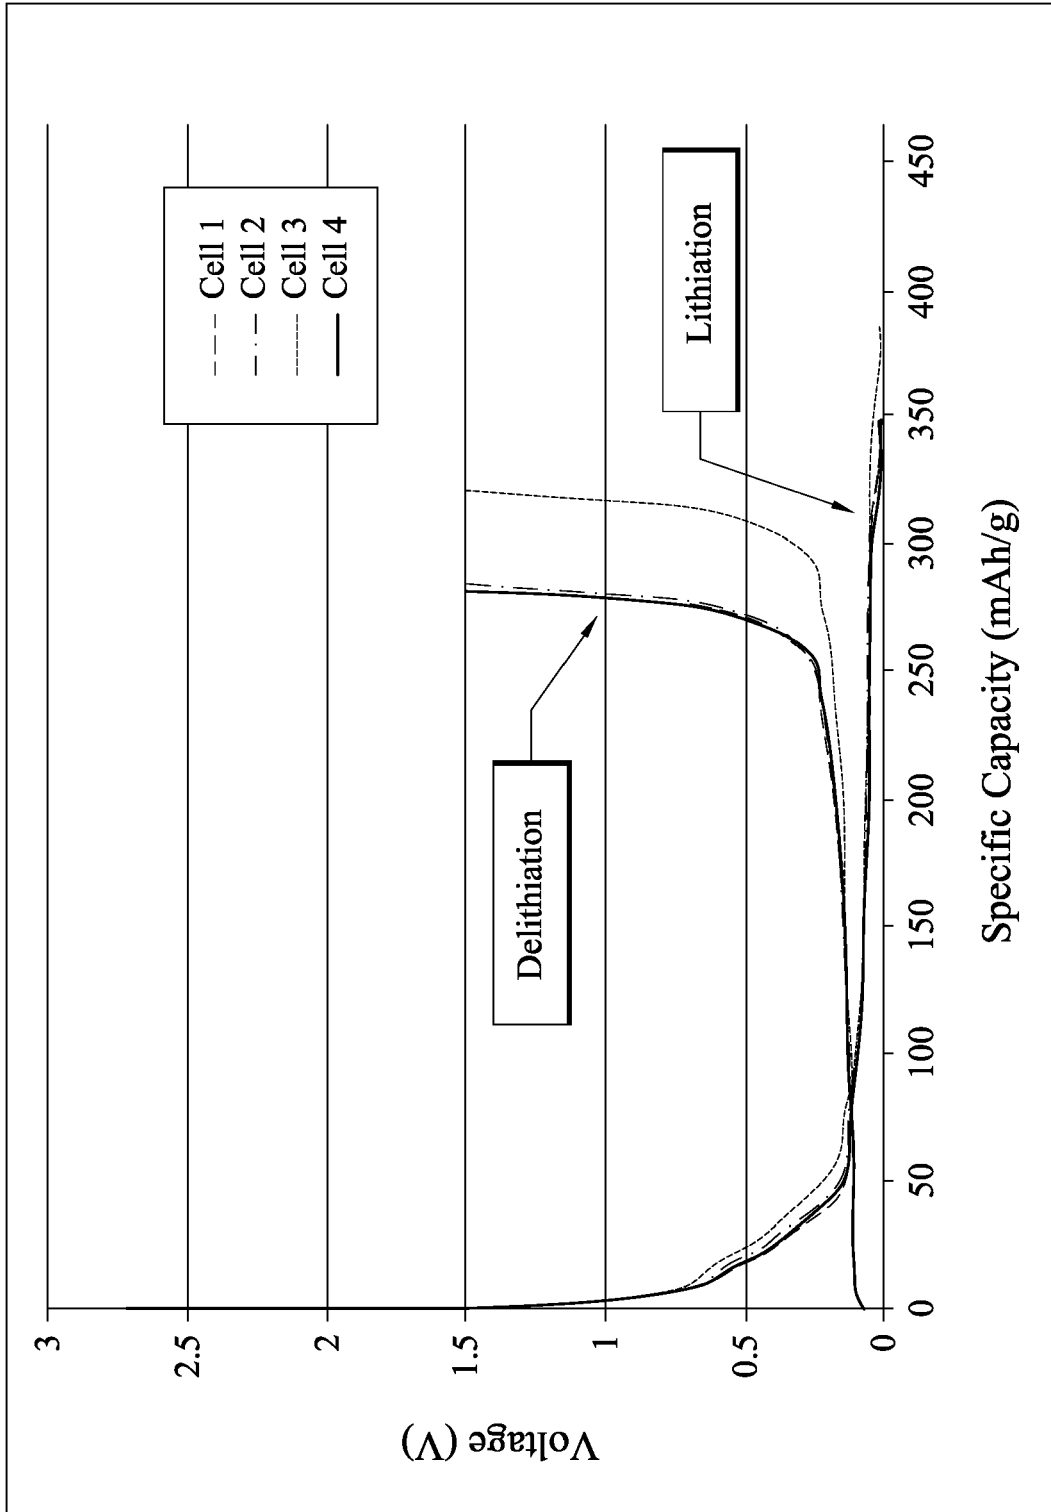 Voltage (V)
3
2.5
2
1.5
1
0.5
0
Cell 1
Cell 2
Cell 3
Cell 4
Delithiation
Lithiation
0
50
100
150
200
250
300
350
400
450
Specific Capacity (mAh/g)